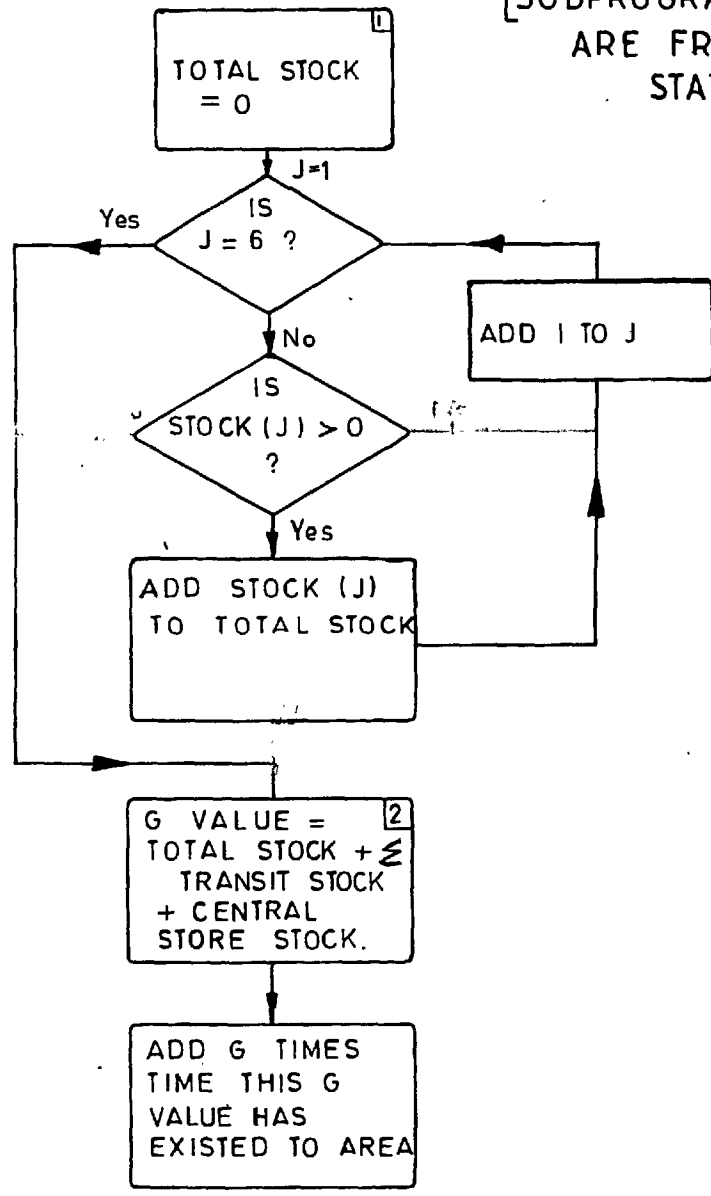 1
TOTAL STOCK
= 0
ARE
J=1
IS
J = 6 ?
Yes
No
ADD 1 TO J
IS
STOCK (J) > 0
?
Yes
ADD STOCK (J)
TO TOTAL STOCK
G VALUE =
2
TOTAL STOCK + Σ
TRANSIT STOCK
+ CENTRAL
STORE STOCK.
ADD G TIMES
TIME THIS G
VALUE HAS
EXISTED TO AREA